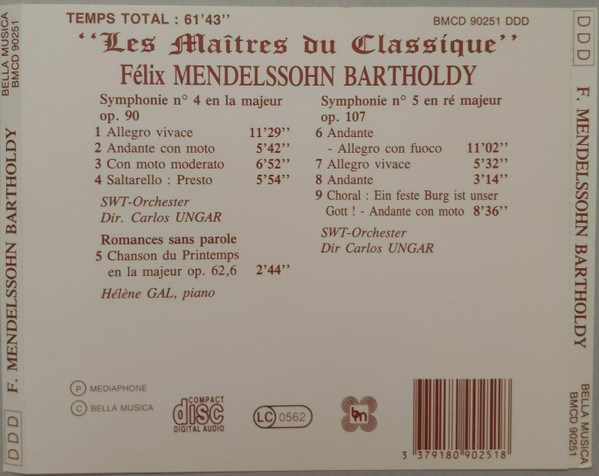 TEMPS TOTAL : 61'43''
BMCD 90251 DDD
"Les Maîtres du Classique"
Félix MENDELSSOHN BARTHOLDY
Symphonie n° 4 en la majeur
op. 90
1 Allegro vivace 11'29''
2 Andante con moto 5'42''
3 Con moto moderato 6'52''
4 Saltarello : Presto 5'54''
SWT-Orchester
Dir. Carlos UNGAR
Romances sans parole
5 Chanson du Printemps
en la majeur op. 62,6 2'44''
Hélène GAL, piano
Symphonie n° 5 en ré majeur
op. 107
6 Andante
- Allegro con fuoco 11'02''
7 Allegro vivace 5'32''
8 Andante 3'14''
9 Choral : Ein feste Burg ist unser
Gott ! - Andante con moto 8'36''
SWT-Orchester
Dir Carlos UNGAR
Ⓟ MEDIAPHONE
© BELLA MUSICA
COMPACT
disc
DIGITAL AUDIO
LC 0562
bm
3 379180 902518
BELLA MUSICA
BMCD 90251
F. MENDELSSOHN BARTHOLDY
DDD
DDD
F. MENDELSSOHN BARTHOLDY
BELLA MUSICA
BMCD 90251